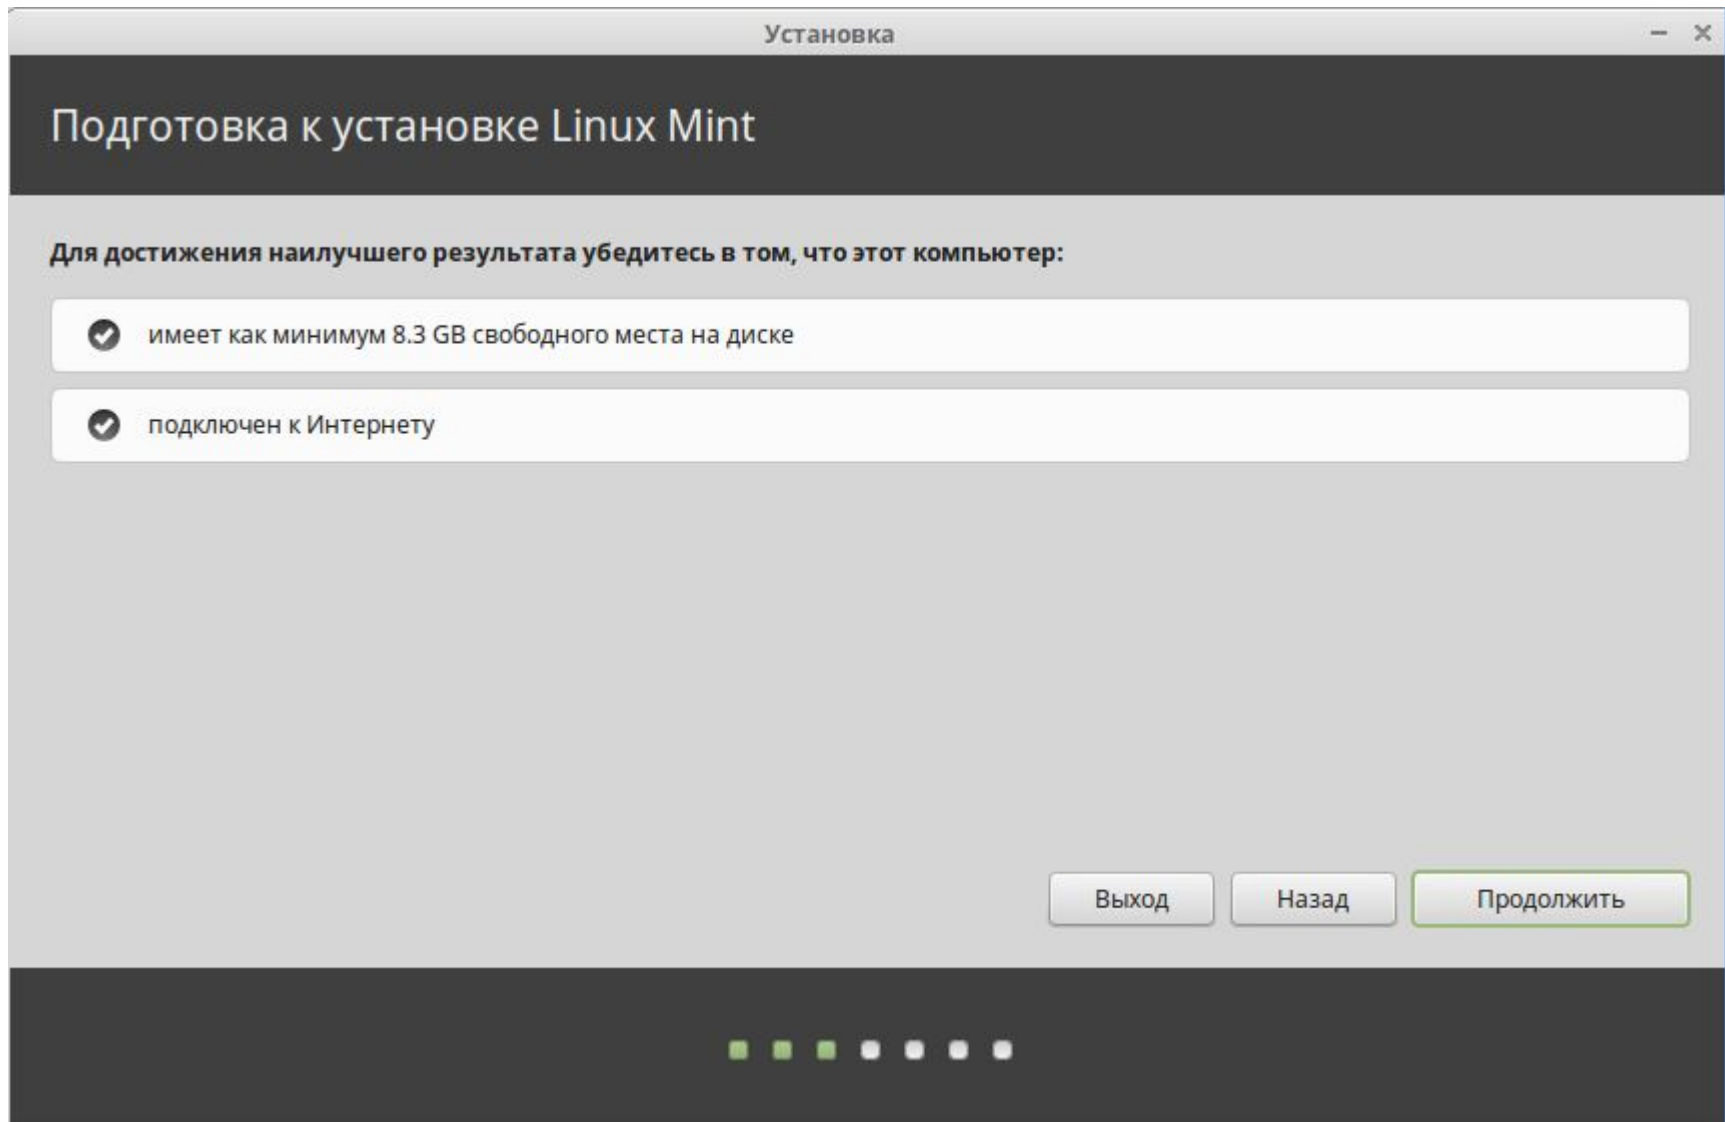 Установка
Подготовка к установке Linux Mint
Для достижения наилучшего результата убедитесь в том, что этот компьютер:
имеет как минимум 8.3 GB свободного места на диске
подключен к Интернету
Выход
Назад
Продолжить